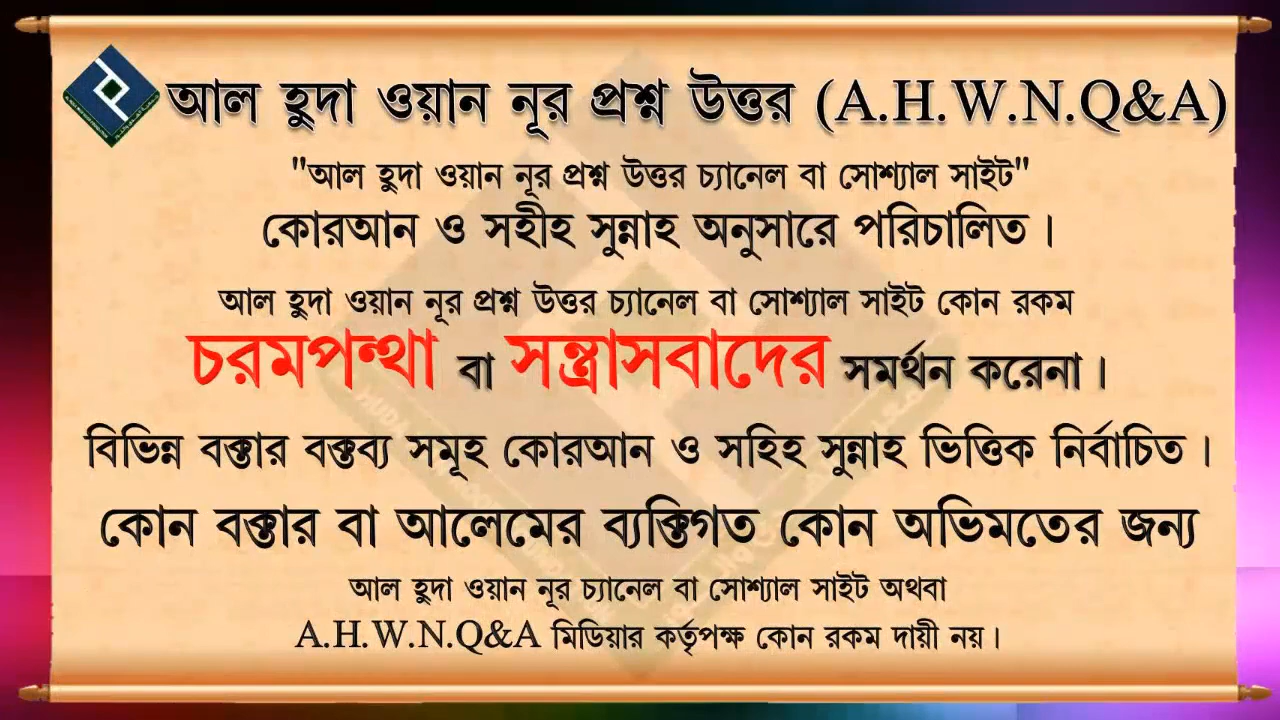 আল হুদা ওয়ান নূর প্রশ্ন উত্তর (A.H.W.N.Q&A)
"আল হুদা ওয়ান নূর প্রশ্ন উত্তর চ্যানেল বা সোশ্যাল সাইট"
কোরআন ও সহীহ সুন্নাহ অনুসারে পরিচালিত।
আল হুদা ওয়ান নূর প্রশ্ন উত্তর চ্যানেল বা সোশ্যাল সাইট কোন রকম
চরমপন্থা বা সন্ত্রাসবাদের সমর্থন করেনা।
বিভিন্ন বক্তার বক্তব্য সমূহ কোরআন ও সহিহ সুন্নাহ ভিত্তিক নির্বাচিত।
কোন বক্তার বা আলেমের ব্যক্তিগত কোন অভিমতের জন্য
আল হুদা ওয়ান নূর চ্যানেল বা সোশ্যাল সাইট অথবা
A.H.W.N.Q&A মিডিয়ার কর্তৃপক্ষ কোন রকম দায়ী নয়।